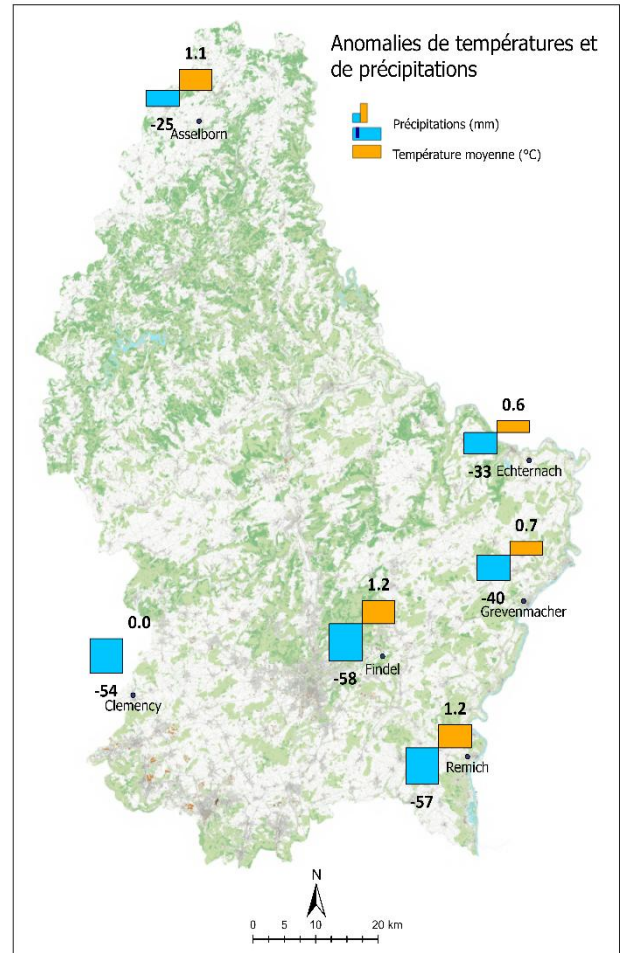 Anomalies de températures et
de précipitations
Précipitations (mm)
Température moyenne (°C)
1.1
-25
Asselborn
0.6
-33
Echternach
0.7
-40
Grevenmacher
1.2
-58
Findel
0.0
-54
Clemency
1.2
-57
Remich
N
0 5 10 20 km